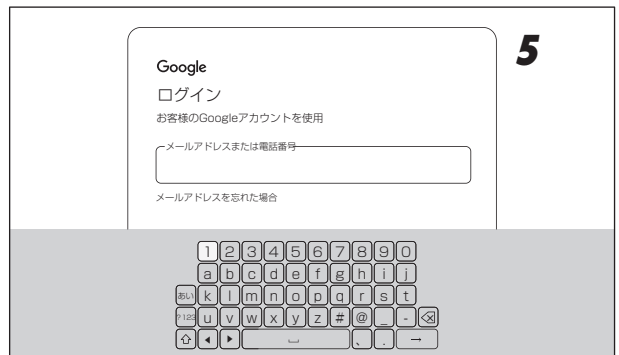 5
Google
ログイン
お客様のGoogleアカウントを使用
メールアドレスまたは電話番号
メールアドレスを忘れた場合
1 2 3 4 5 6 7 8 9 0
a b c d e f g h i j
あい k l m n o p q r s t
?123 u v w x y z # @ _ -
、 . →